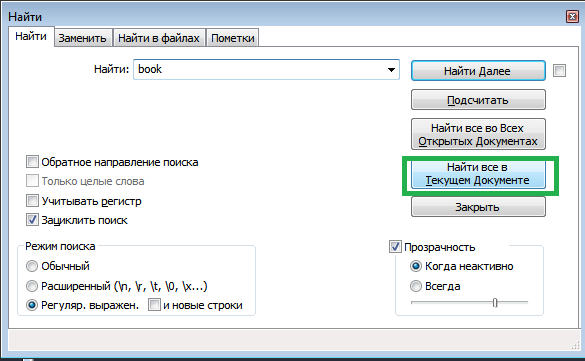 Найти
Найти
Заменить
Найти в файлах
Пометки
Найти:
book
Найти Далее
Подсчитать
Найти все во Всех
Открытых Документах
Обратное направление поиска
Найти все в
Текущем Документе
Только целые слова
Учитывать регистр
Зациклить поиск
Закрыть
Режим поиска
Прозрачность
Обычный
Когда неактивно
Расширенный (\n, \r, \t, \0, \x...)
Всегда
Регуляр. выражен.
и новые строки